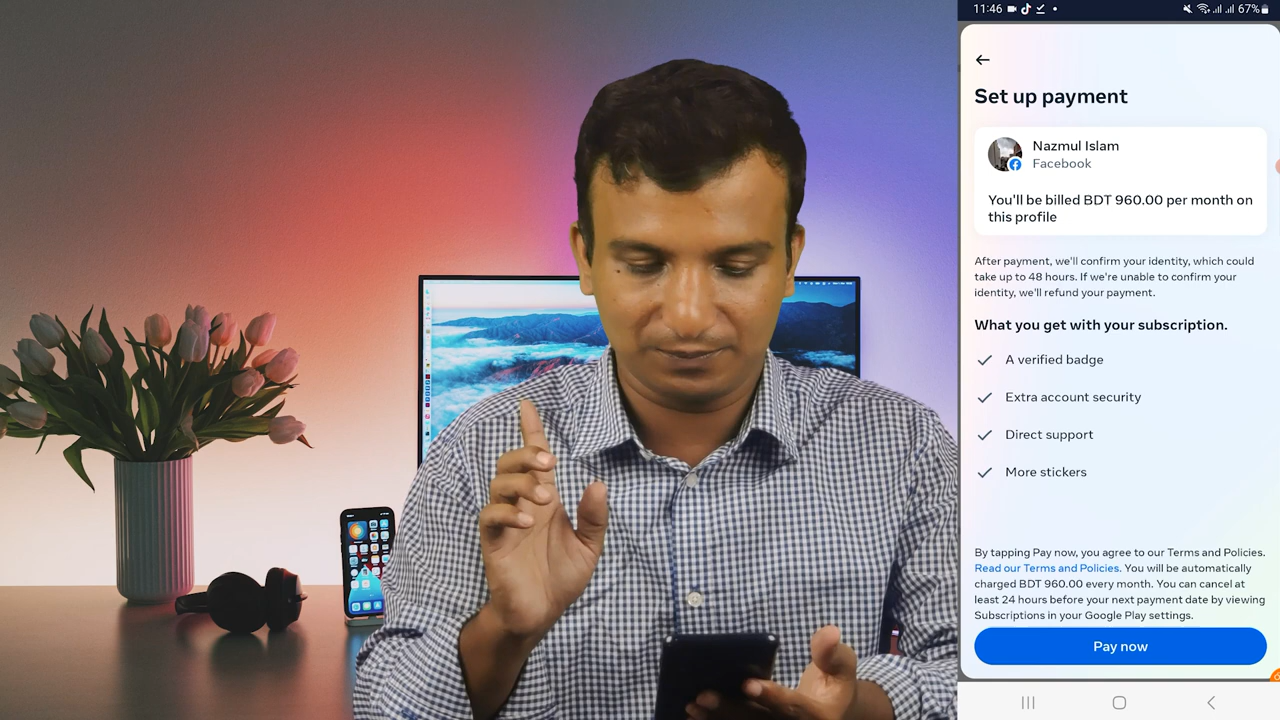 11:46
67%
Set up payment
Nazmul Islam
Facebook
You'll be billed BDT 960.00 per month on
this profile
After payment, we'll confirm your identity, which could
take up to 48 hours. If we're unable to confirm your
identity, we'll refund your payment.
What you get with your subscription.
A verified badge
Extra account security
Direct support
More stickers
By tapping Pay now, you agree to our Terms and Policies.
Read our Terms and Policies. You will be automatically
charged BDT 960.00 every month. You can cancel at
least 24 hours before your next payment date by viewing
Subscriptions in your Google Play settings.
Pay now